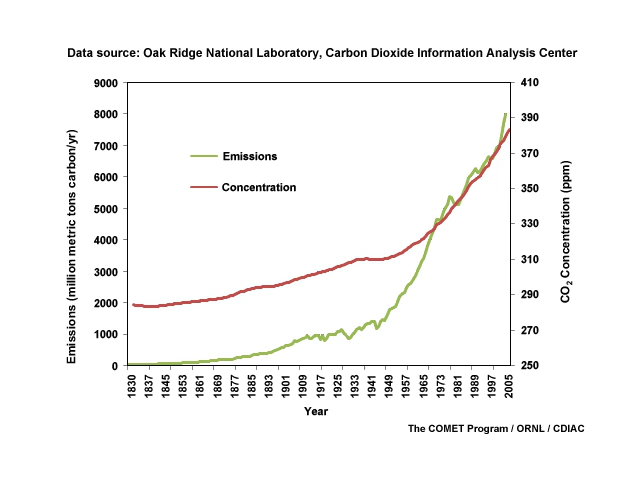 Data source: Oak Ridge National Laboratory, Carbon Dioxide Information Analysis Center
Emissions (million metric tons carbon/yr)
9000
8000
7000
6000
5000
4000
3000
2000
1000
0
Emissions
Concentration
410
390
370
350
330
310
290
270
250
CO₂ Concentration (ppm)
1830 1837 1845 1853 1861 1869 1877 1885 1893 1901 1909 1917 1925 1933 1941 1949 1957 1965 1973 1981 1989 1997 2005
Year
The COMET Program / ORNL / CDIAC